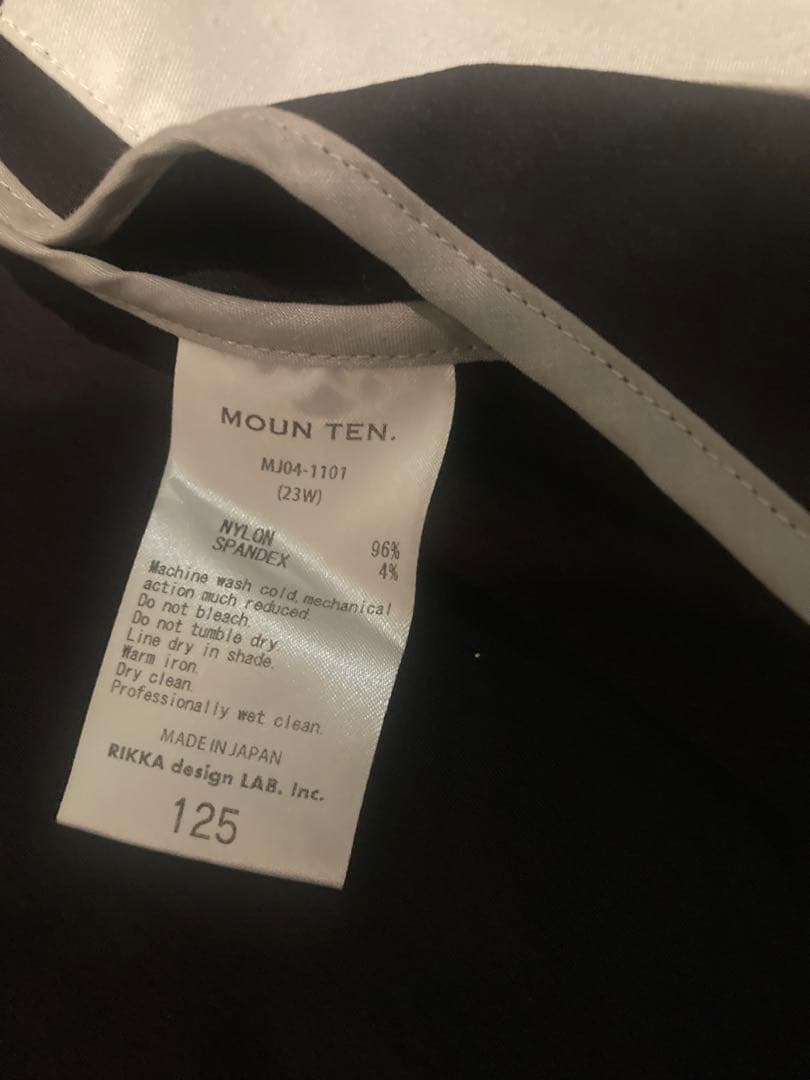 MOUN TEN.
MJ04-1101
(23W)
NYLON 96%
SPANDEX 4%
Machine wash cold, mechanical
action much reduced.
Do not bleach.
Do not tumble dry.
Line dry in shade.
Warm iron.
Dry clean.
Professionally wet clean.
MADE IN JAPAN
RIKKA design LAB. Inc.
125